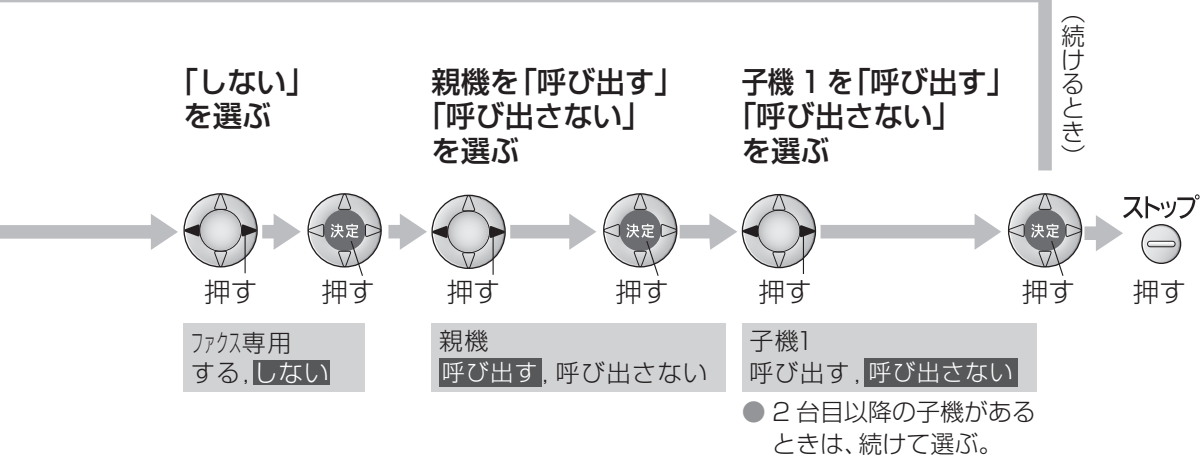 （続けるとき）
「しない」
を選ぶ
親機を「呼び出す」
「呼び出さない」
を選ぶ
子機 1 を「呼び出す」
「呼び出さない」
を選ぶ
決定
決定
決定
ストップ
押す
押す
押す
押す
押す
押す
押す
ﾌｧｸｽ専用
する,しない
親機
呼び出す,呼び出さない
子機1
呼び出す,呼び出さない
● 2 台目以降の子機がある
ときは、続けて選ぶ。